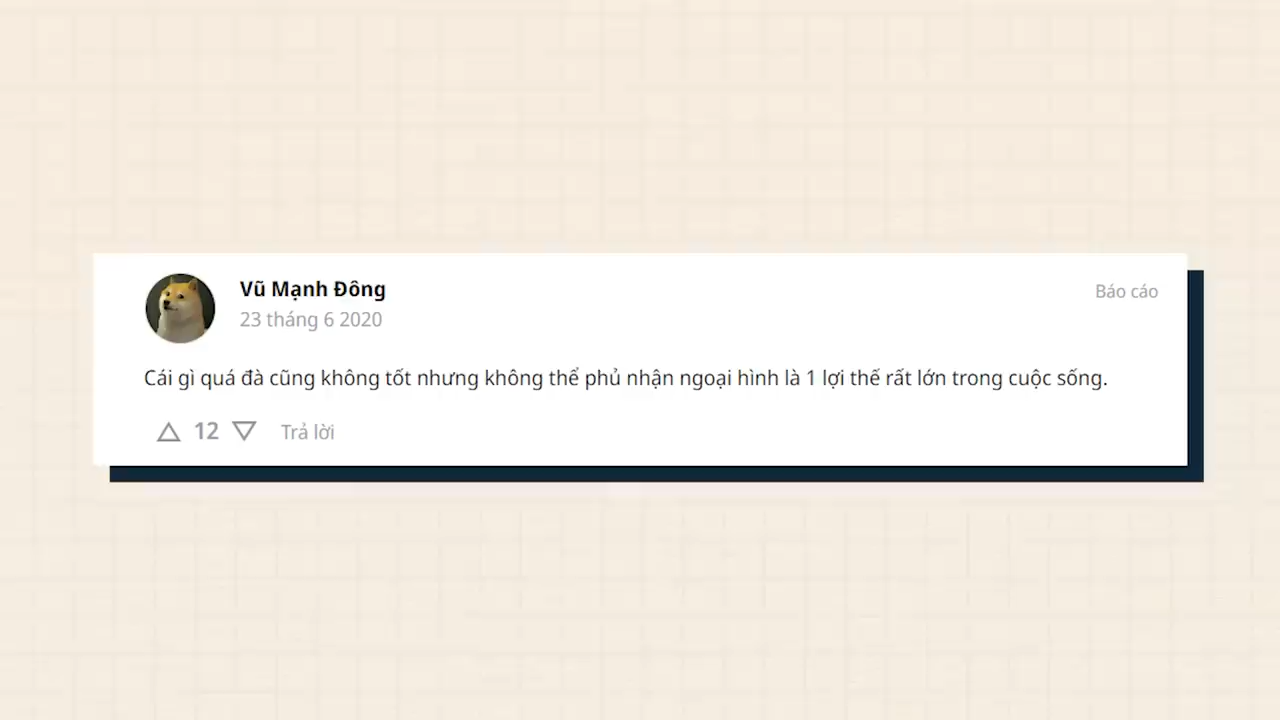 Vũ Mạnh Đông
Báo cáo
23 tháng 6 2020
Cái gì quá đà cũng không tốt nhưng không thể phủ nhận ngoại hình là 1 lợi thế rất lớn trong cuộc sống.
12 Trả lời